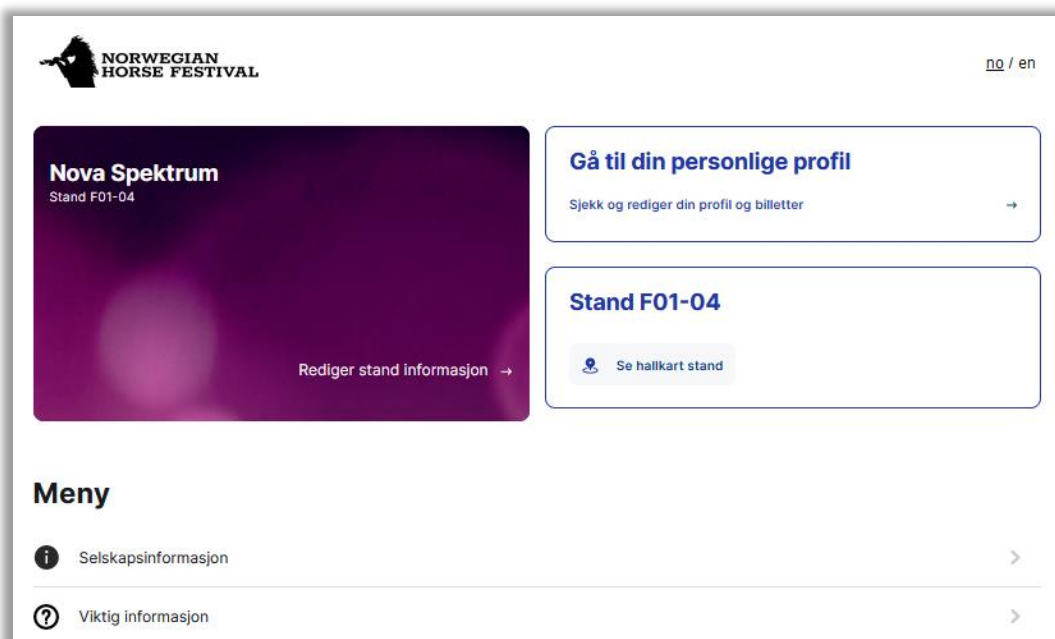 NORWEGIAN
HORSE FESTIVAL
no / en
Nova Spektrum
Stand F01-04
Rediger stand informasjon →
Gå til din personlige profil
Sjekk og rediger din profil og billetter →
Stand F01-04
Se hallkart stand
Meny
Selskapsinformasjon
Viktig informasjon